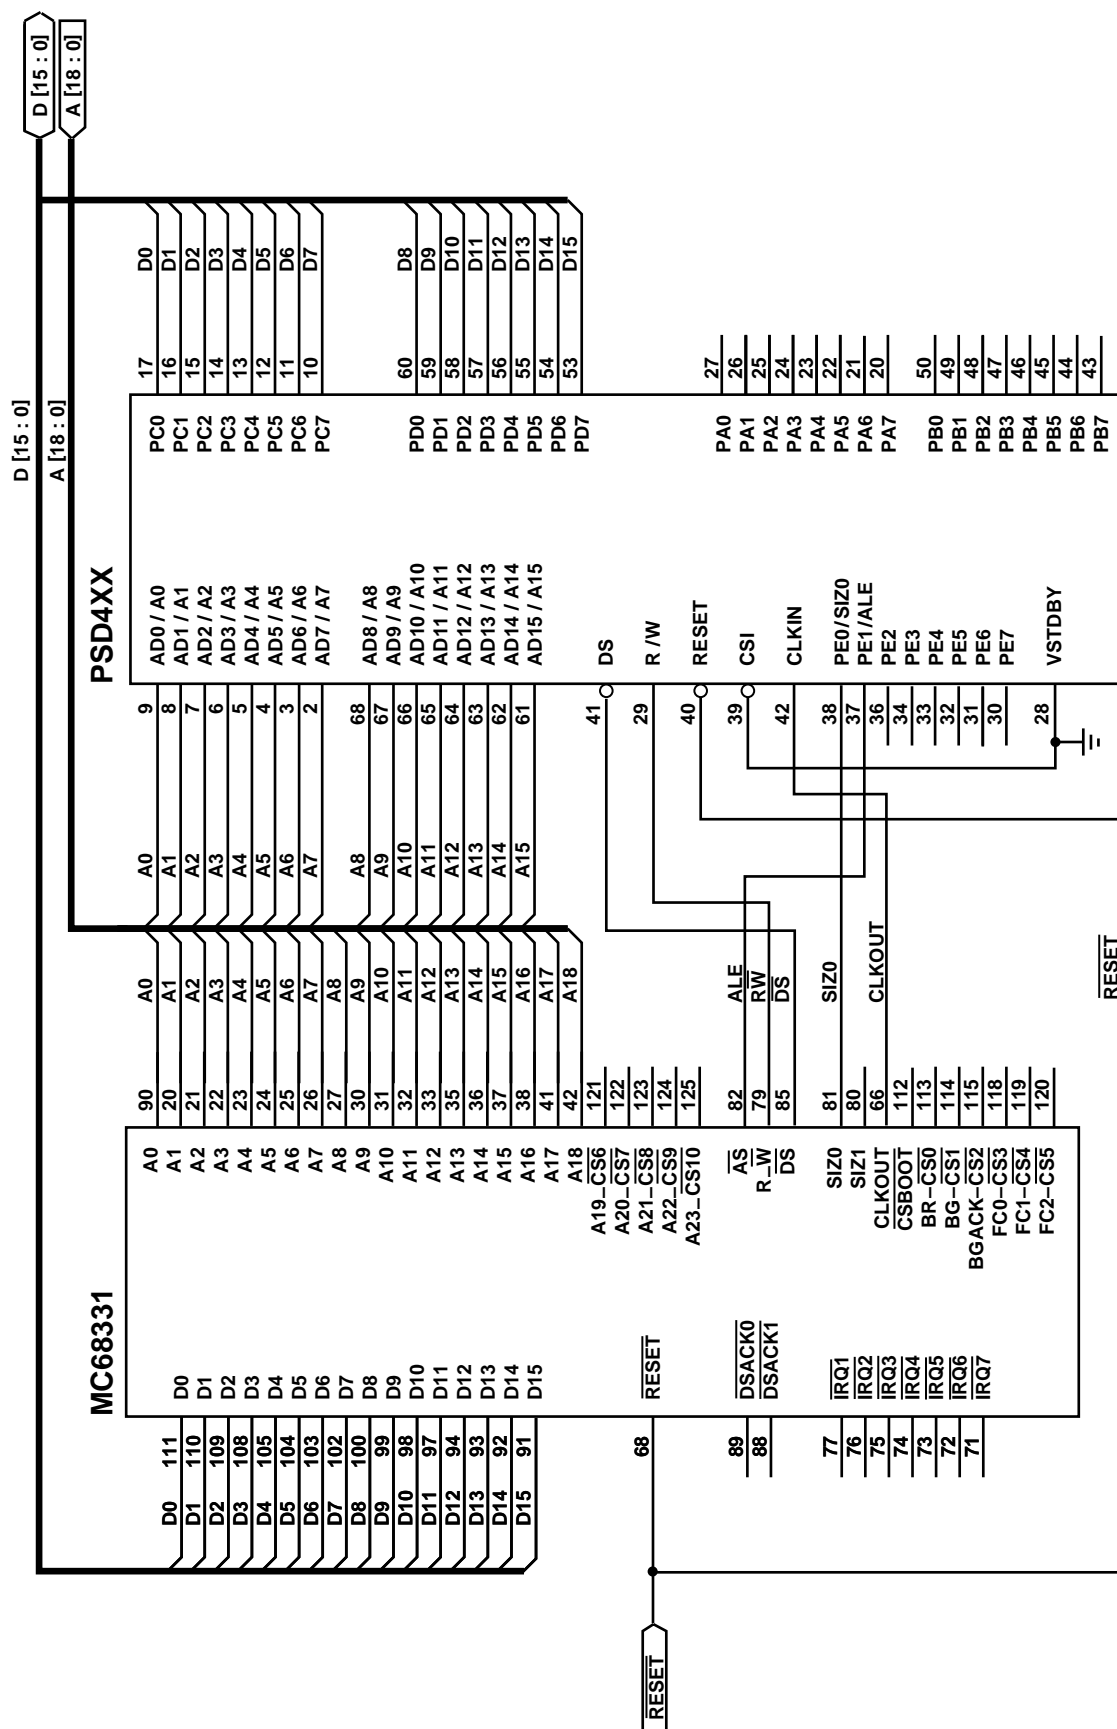 D [15 : 0]
A [18 : 0]
D [15 : 0]
A [18 : 0]
MC68331
D0 111 D0
D1 110 D1
D2 109 D2
D3 108 D3
D4 105 D4
D5 104 D5
D6 103 D6
D7 102 D7
D8 100 D8
D9 99 D9
D10 98 D10
D11 97 D11
D12 94 D12
D13 93 D13
D14 92 D14
D15 91 D15
RESET
68 RESET
89 DSACK0
88 DSACK1
77 IRQ1
76 IRQ2
75 IRQ3
74 IRQ4
73 IRQ5
72 IRQ6
71 IRQ7
A0 90 A0
A1 20 A1
A2 21 A2
A3 22 A3
A4 23 A4
A5 24 A5
A6 25 A6
A7 26 A7
A8 27 A8
A9 30 A9
A10 31 A10
A11 32 A11
A12 33 A12
A13 35 A13
A14 36 A14
A15 37 A15
A16 38 A16
A17 41 A17
A18 42 A18
A19_CS6 121
A20_CS7 122
A21_CS8 123
A22_CS9 124
A23_CS10 125
AS 82 ALE
R_W 79 RW
DS 85 DS
SIZ0 81 SIZ0
SIZ1 80
CLKOUT 66 CLKOUT
CSBOOT 112
BR–CS0 113
BG–CS1 114
BGACK–CS2 115
FC0–CS3 118
FC1–CS4 119
FC2–CS5 120
RESET
PSD4XX
A0 9 AD0 / A0
A1 8 AD1 / A1
A2 7 AD2 / A2
A3 6 AD3 / A3
A4 5 AD4 / A4
A5 4 AD5 / A5
A6 3 AD6 / A6
A7 2 AD7 / A7
A8 68 AD8 / A8
A9 67 AD9 / A9
A10 66 AD10 / A10
A11 65 AD11 / A11
A12 64 AD12 / A12
A13 63 AD13 / A13
A14 62 AD14 / A14
A15 61 AD15 / A15
41 DS
29 R /W
40 RESET
39 CSI
42 CLKIN
38 PE0/SIZ0
37 PE1/ALE
36 PE2
34 PE3
33 PE4
32 PE5
31 PE6
30 PE7
28 VSTDBY
PC0 17 D0
PC1 16 D1
PC2 15 D2
PC3 14 D3
PC4 13 D4
PC5 12 D5
PC6 11 D6
PC7 10 D7
PD0 60 D8
PD1 59 D9
PD2 58 D10
PD3 57 D11
PD4 56 D12
PD5 55 D13
PD6 54 D14
PD7 53 D15
PA0 27
PA1 26
PA2 25
PA3 24
PA4 23
PA5 22
PA6 21
PA7 20
PB0 50
PB1 49
PB2 48
PB3 47
PB4 46
PB5 45
PB6 44
PB7 43